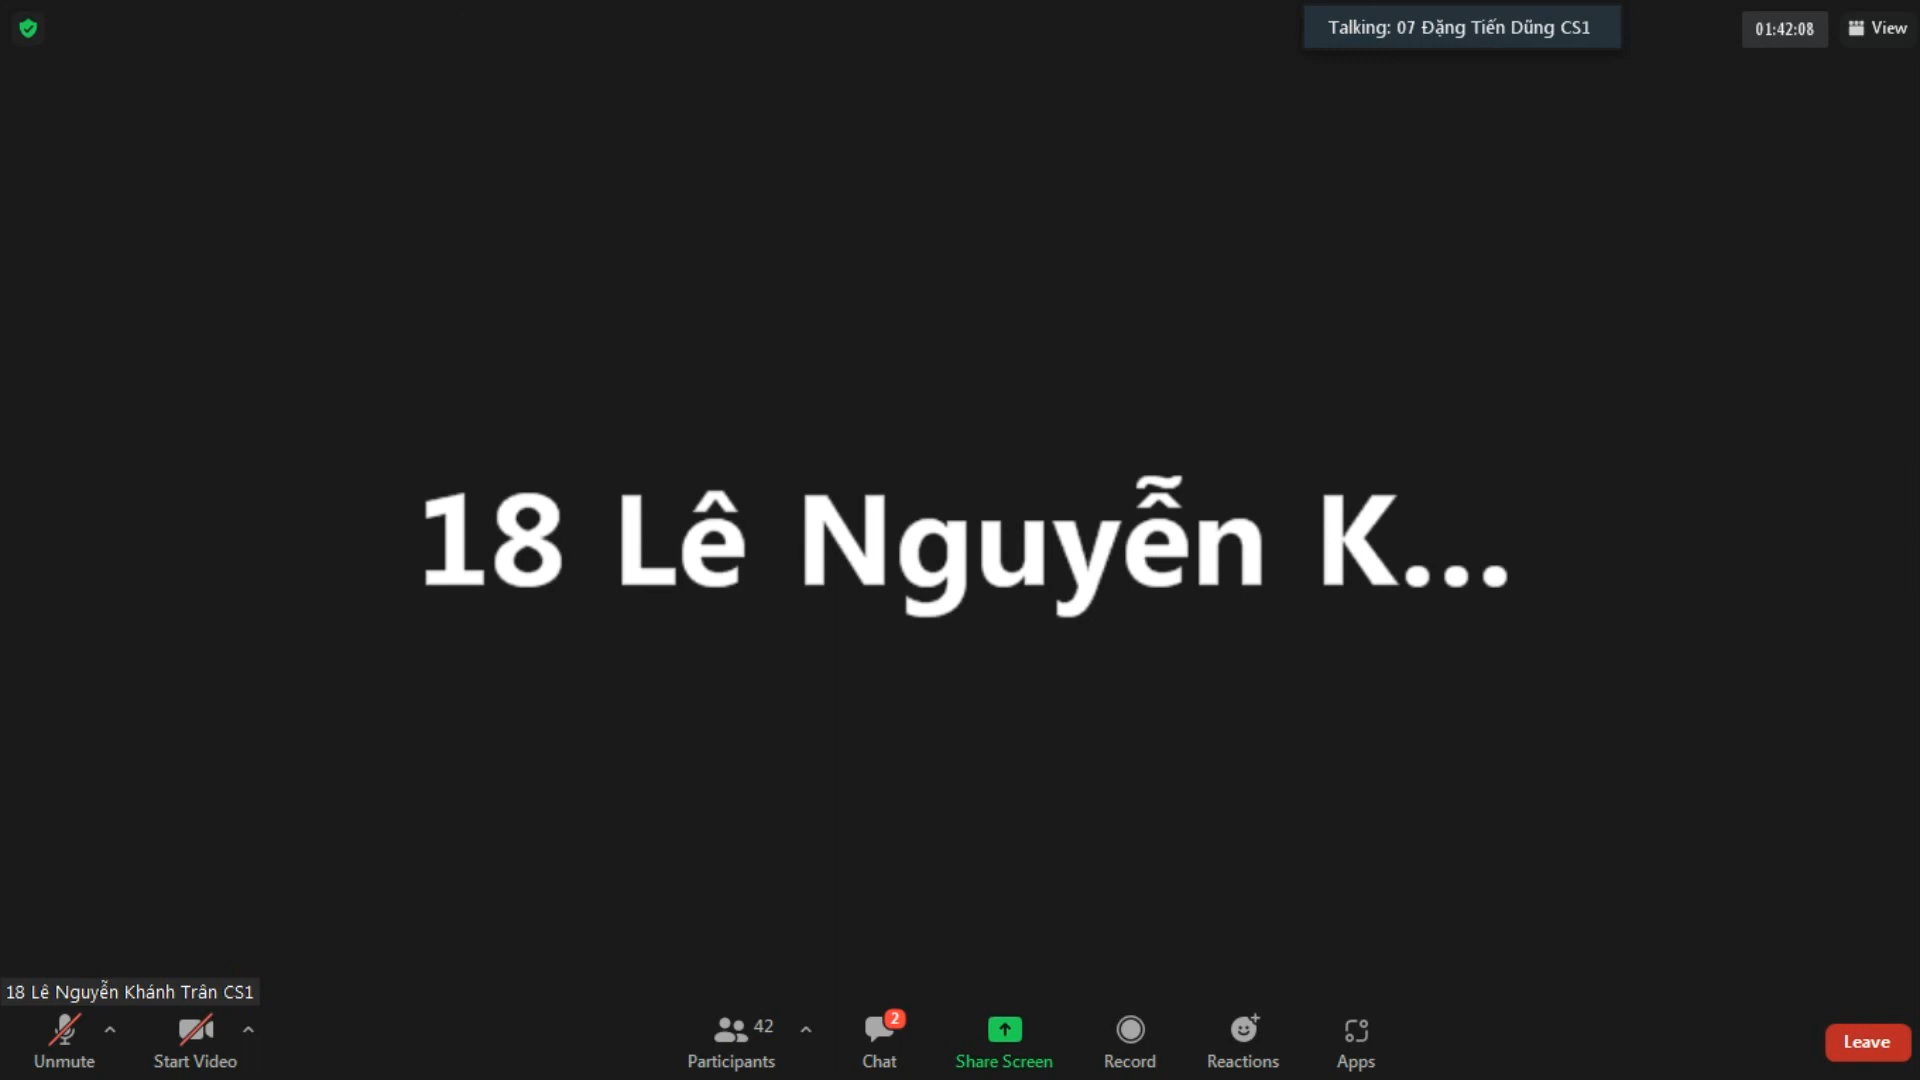 Talking: 07 Đặng Tiến Dũng CS1
01:42:08
View
18 Lê Nguyễn K...
18 Lê Nguyễn Khánh Trân CS1
Unmute
Start Video
42
Participants
2
Chat
Share Screen
Record
Reactions
Apps
Leave